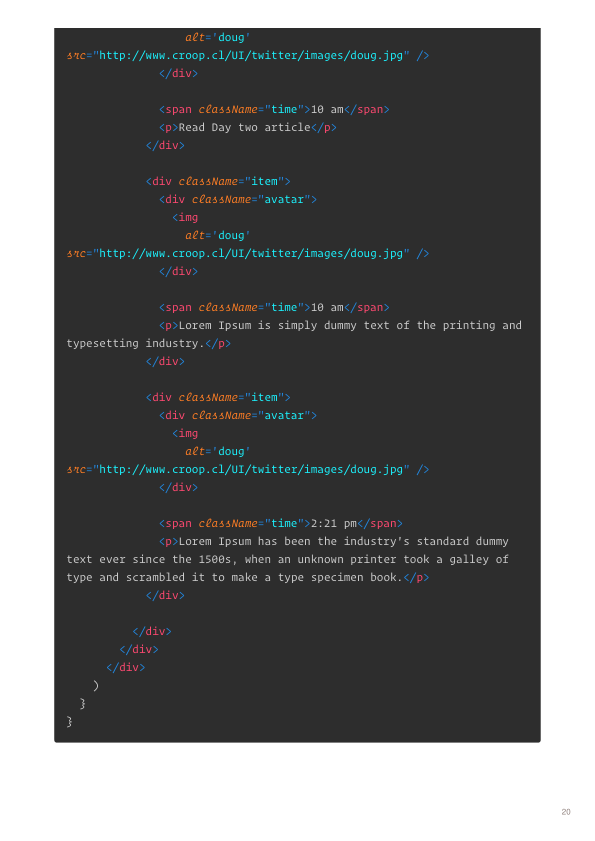 alt='doug'
src="http://www.croop.cl/UI/twitter/images/doug.jpg" />
</div>
<span className="time">10 am</span>
<p>Read Day two article</p>
</div>
<div className="item">
<div className="avatar">
<img
alt='doug'
src="http://www.croop.cl/UI/twitter/images/doug.jpg" />
</div>
<span className="time">10 am</span>
<p>Lorem Ipsum is simply dummy text of the printing and
typesetting industry.</p>
</div>
<div className="item">
<div className="avatar">
<img
alt='doug'
src="http://www.croop.cl/UI/twitter/images/doug.jpg" />
</div>
<span className="time">2:21 pm</span>
<p>Lorem Ipsum has been the industry's standard dummy
text ever since the 1500s, when an unknown printer took a galley of
type and scrambled it to make a type specimen book.</p>
</div>
</div>
</div>
</div>
)
}
}
20